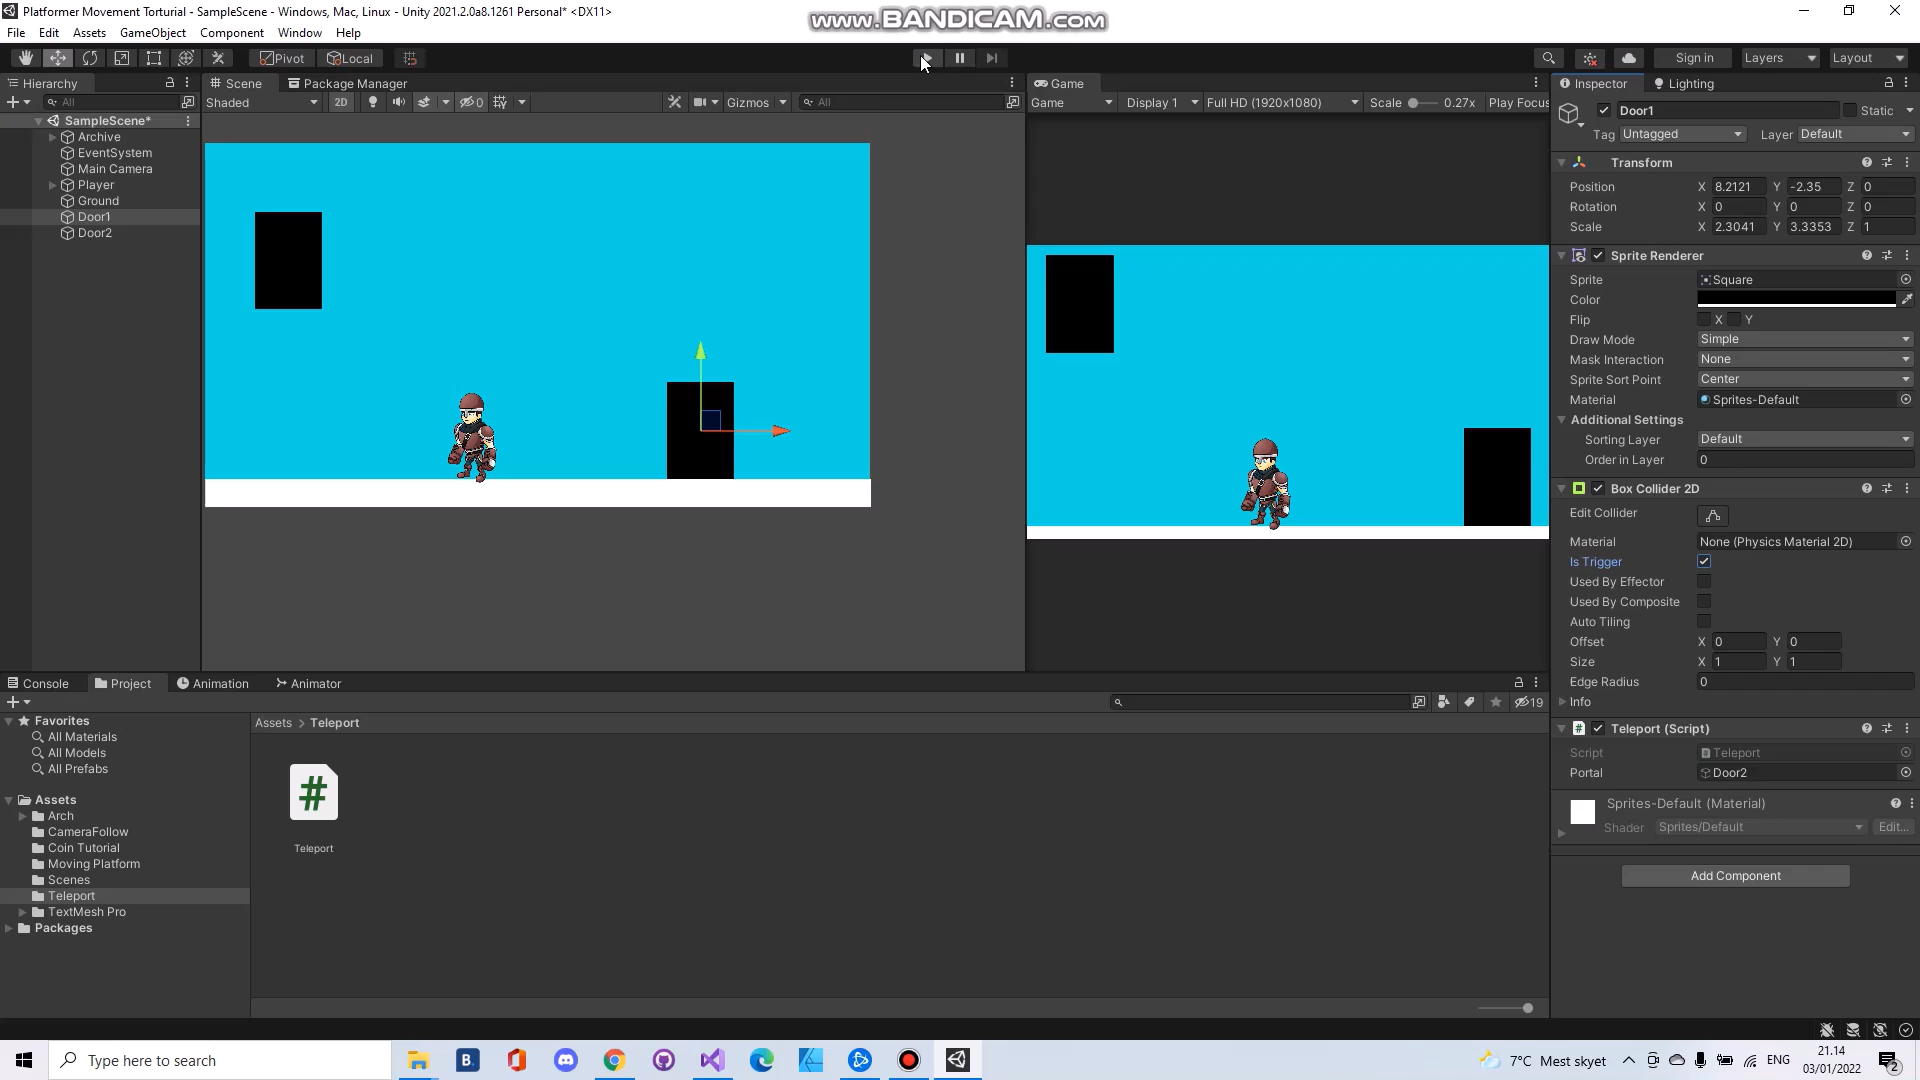 Platformer Movement Torturial - SampleScene - Windows, Mac, Linux - Unity 2021.2.0a8.1261 Personal* <DX11>
www.BANDICAM.com
File Edit Assets GameObject Component Window Help
Pivot Local
Sign in Layers Layout
Hierarchy
Scene Package Manager
Game
Inspector Lighting
All
Shaded 2D 0 Gizmos All
Game Display 1 Full HD (1920x1080) Scale 0.27x Play Focus
SampleScene*
Archive
EventSystem
Main Camera
Player
Ground
Door1
Door2
Door1 Static
Tag Untagged Layer Default
Transform
Position X 8.2121 Y -2.35 Z 0
Rotation X 0 Y 0 Z 0
Scale X 2.3041 Y 3.3353 Z 1
Sprite Renderer
Sprite Square
Color
Flip X Y
Draw Mode Simple
Mask Interaction None
Sprite Sort Point Center
Material Sprites-Default
Additional Settings
Sorting Layer Default
Order in Layer 0
Box Collider 2D
Edit Collider
Material None (Physics Material 2D)
Is Trigger
Used By Effector
Used By Composite
Auto Tiling
Offset X 0 Y 0
Size X 1 Y 1
Edge Radius 0
Info
Teleport (Script)
Script Teleport
Portal Door2
Sprites-Default (Material)
Shader Sprites/Default Edit...
Add Component
Console Project Animation Animator
19
Favorites
All Materials
All Models
All Prefabs
Assets
Arch
CameraFollow
Coin Tutorial
Moving Platform
Scenes
Teleport
TextMesh Pro
Packages
Assets > Teleport
#
Teleport
Type here to search
B.
7°C Mest skyet
ENG
21.14
03/01/2022
2